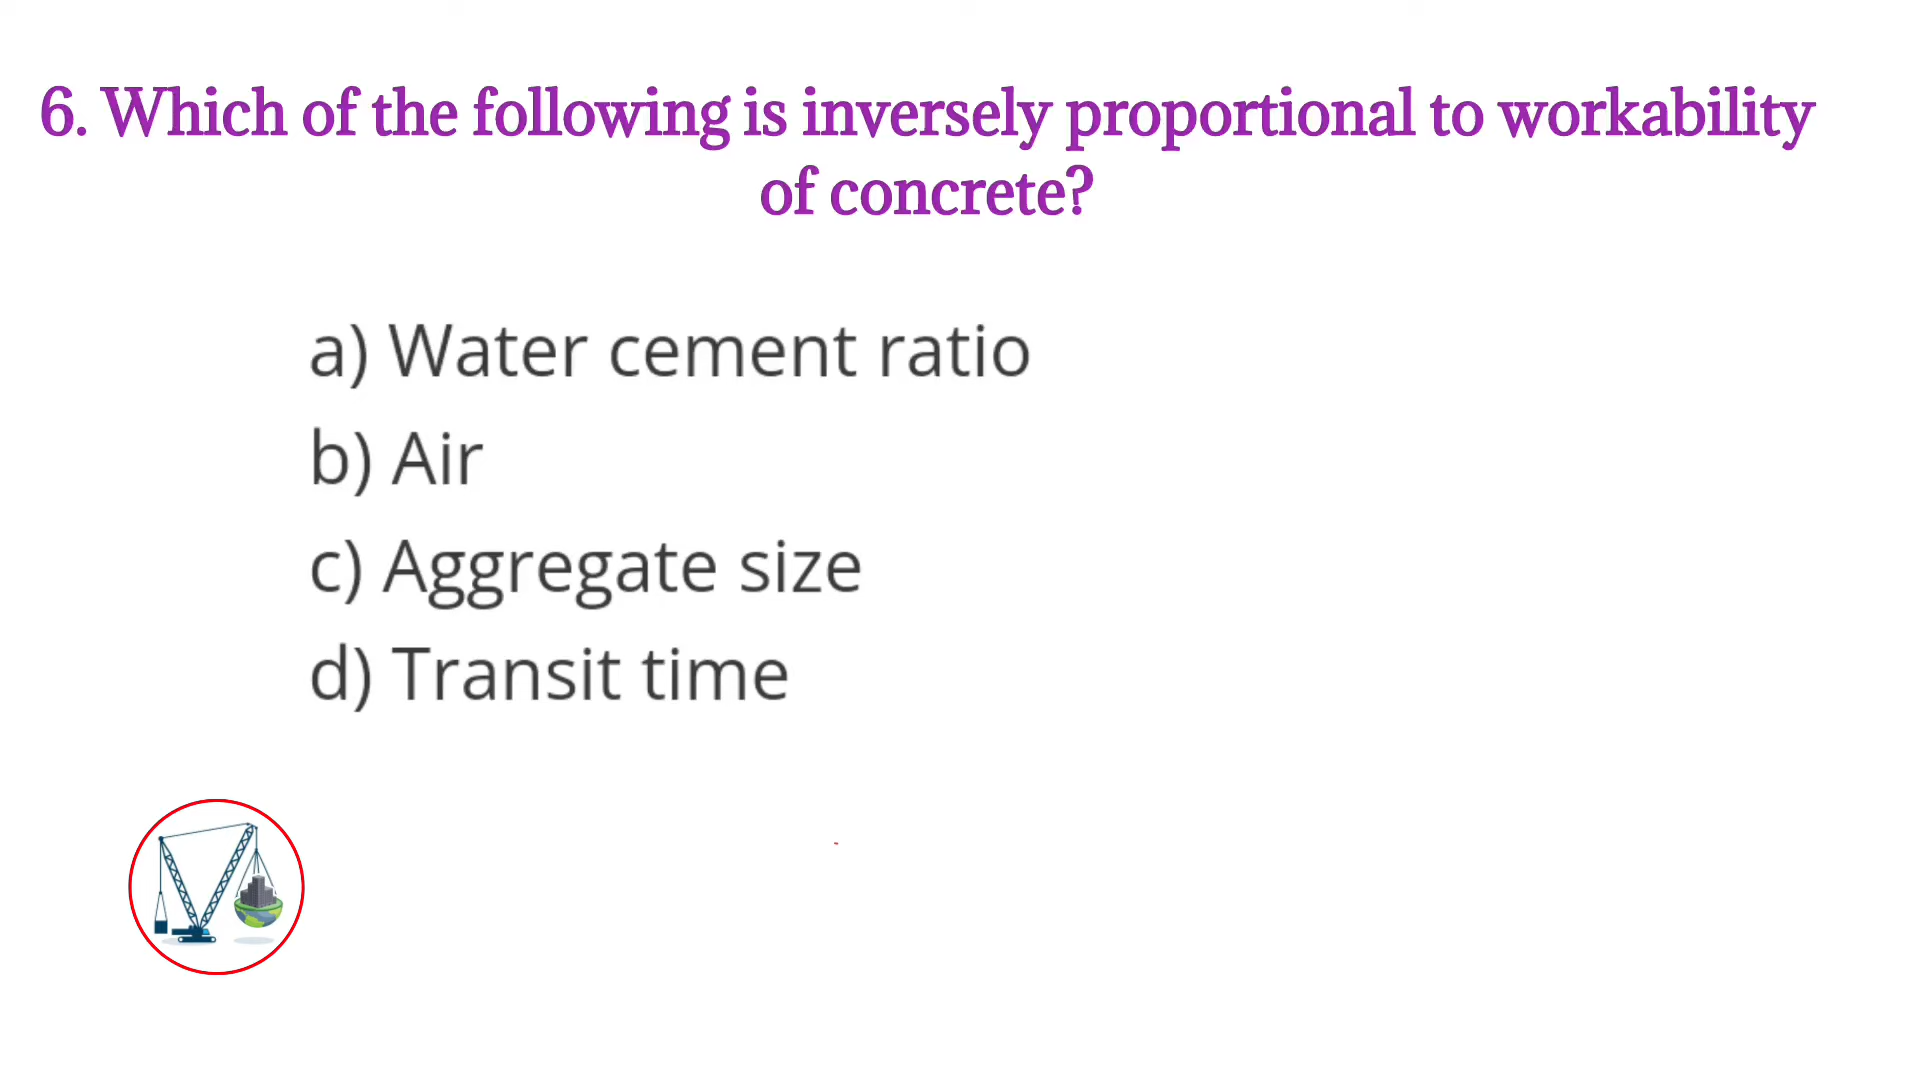 6. Which of the following is inversely proportional to workability
of concrete?
a) Water cement ratio
b) Air
c) Aggregate size
d) Transit time